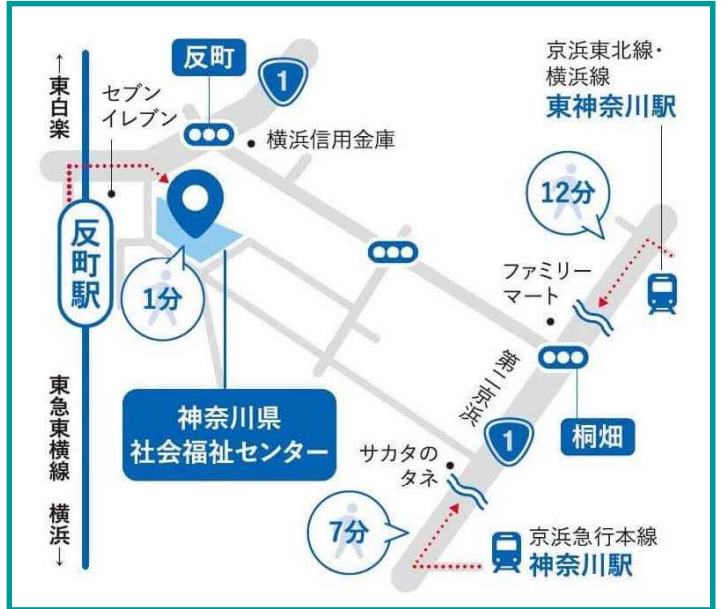 反町
1
京浜東北線・
横浜線
東神奈川駅
←東白楽
セブン
イレブン
横浜信用金庫
12分
反町駅
1分
ファミリー
マート
第二京浜
東急東横線 横浜→
神奈川県
社会福祉センター
桐畑
1
サカタの
タネ
7分
京浜急行本線
神奈川駅